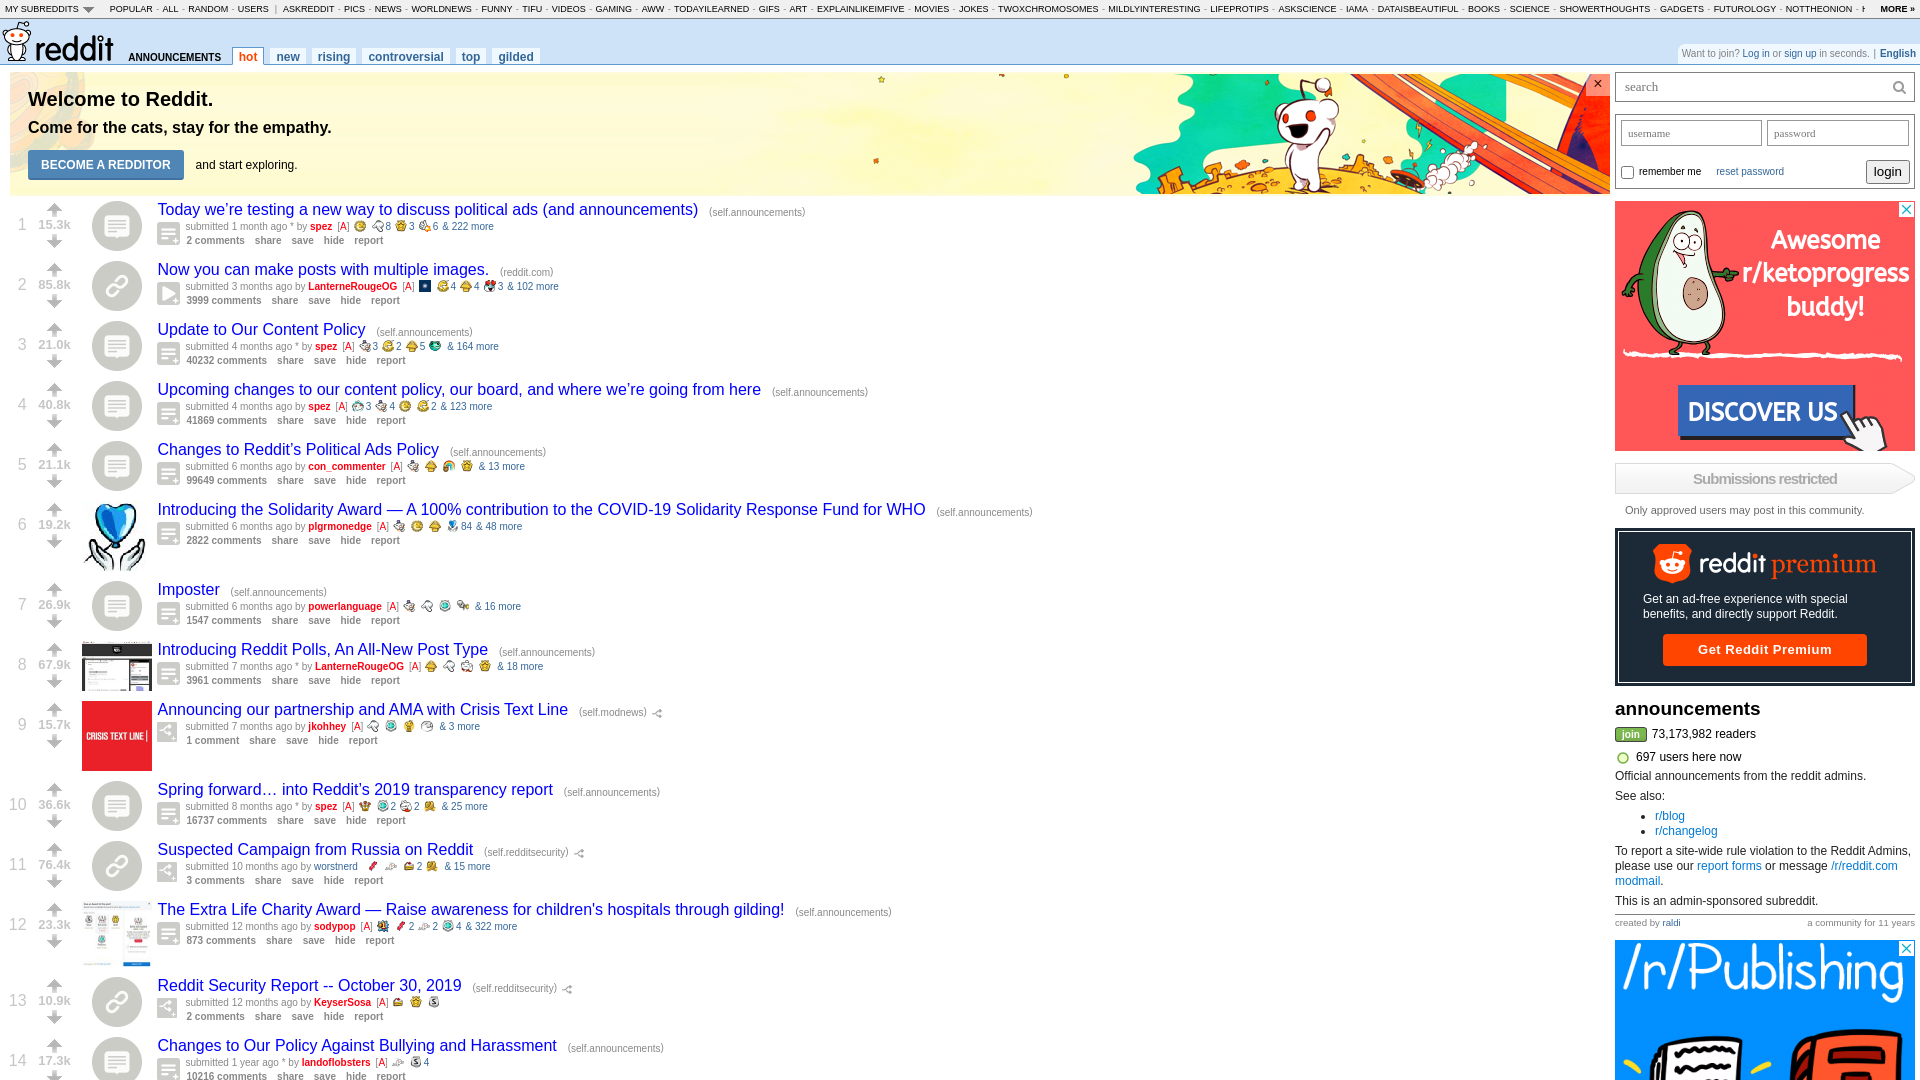 MY SUBREDDITS POPULAR - ALL - RANDOM - USERS | ASKREDDIT - PICS - NEWS - WORLDNEWS - FUNNY - TIFU - VIDEOS - GAMING - AWW - TODAYILEARNED - GIFS - ART - EXPLAINLIKEIMFIVE - MOVIES - JOKES - TWOXCHROMOSOMES - MILDLYINTERESTING - LIFEPROTIPS - ASKSCIENCE - IAMA - DATAISBEAUTIFUL - BOOKS - SCIENCE - SHOWERTHOUGHTS - GADGETS - FUTUROLOGY - NOTTHEONION - MORE »
reddit ANNOUNCEMENTS hot new rising controversial top gilded
Want to join? Log in or sign up in seconds. | English
Welcome to Reddit.
Come for the cats, stay for the empathy.
BECOME A REDDITOR and start exploring.
×
1 15.3k
Today we’re testing a new way to discuss political ads (and announcements) (self.announcements)
submitted 1 month ago * by spez [A] 8 3 6 & 222 more
2 comments share save hide report
2 85.8k
Now you can make posts with multiple images. (reddit.com)
submitted 3 months ago by LanterneRougeOG [A] 4 4 3 & 102 more
3999 comments share save hide report
3 21.0k
Update to Our Content Policy (self.announcements)
submitted 4 months ago * by spez [A] 3 2 5 & 164 more
40232 comments share save hide report
4 40.8k
Upcoming changes to our content policy, our board, and where we’re going from here (self.announcements)
submitted 4 months ago by spez [A] 3 4 2 & 123 more
41869 comments share save hide report
5 21.1k
Changes to Reddit’s Political Ads Policy (self.announcements)
submitted 6 months ago by con_commenter [A] & 13 more
99649 comments share save hide report
6 19.2k
Introducing the Solidarity Award — A 100% contribution to the COVID-19 Solidarity Response Fund for WHO (self.announcements)
submitted 6 months ago by plgrmonedge [A] 84 & 48 more
2822 comments share save hide report
7 26.9k
Imposter (self.announcements)
submitted 6 months ago by powerlanguage [A] & 16 more
1547 comments share save hide report
8 67.9k
Introducing Reddit Polls, An All-New Post Type (self.announcements)
submitted 7 months ago * by LanterneRougeOG [A] & 18 more
3961 comments share save hide report
9 15.7k
CRISIS TEXT LINE |
Announcing our partnership and AMA with Crisis Text Line (self.modnews)
submitted 7 months ago by jkohhey [A] & 3 more
1 comment share save hide report
10 36.6k
Spring forward… into Reddit’s 2019 transparency report (self.announcements)
submitted 8 months ago * by spez [A] 2 2 & 25 more
16737 comments share save hide report
11 76.4k
Suspected Campaign from Russia on Reddit (self.redditsecurity)
submitted 10 months ago by worstnerd 2 & 15 more
3 comments share save hide report
12 23.3k
The Extra Life Charity Award — Raise awareness for children's hospitals through gilding! (self.announcements)
submitted 12 months ago by sodypop [A] 2 2 4 & 322 more
873 comments share save hide report
13 10.9k
Reddit Security Report -- October 30, 2019 (self.redditsecurity)
submitted 12 months ago by KeyserSosa [A]
2 comments share save hide report
14 17.3k
Changes to Our Policy Against Bullying and Harassment (self.announcements)
submitted 1 year ago * by landoflobsters [A] 4
10216 comments share save hide report
search
username password
remember me reset password login
Awesome
r/ketoprogress
buddy!
DISCOVER US
Submissions restricted
Only approved users may post in this community.
reddit premium
Get an ad-free experience with special
benefits, and directly support Reddit.
Get Reddit Premium
announcements
join 73,173,982 readers
697 users here now
Official announcements from the reddit admins.
See also:
• r/blog
• r/changelog
To report a site-wide rule violation to the Reddit Admins,
please use our report forms or message /r/reddit.com
modmail.
This is an admin-sponsored subreddit.
created by raldi a community for 11 years
/r/Publishing